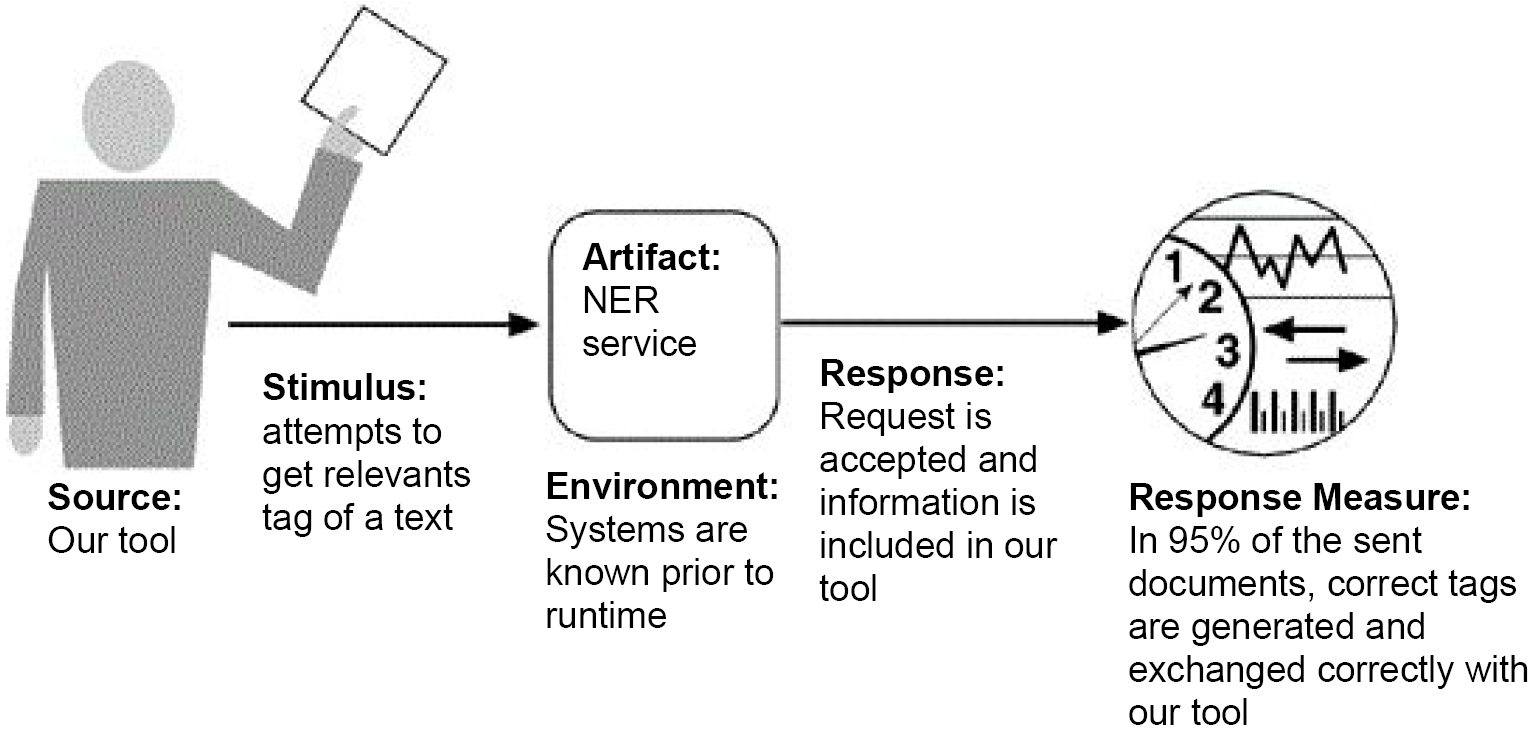 Source:
Our tool
Stimulus:
attempts to
get relevants
tag of a text
Artifact:
NER
service
Environment:
Systems are
known prior to
runtime
Response:
Request is
accepted and
information is
included in our
tool
1
2
3
4
Response Measure:
In 95% of the sent
documents, correct tags
are generated and
exchanged correctly with
our tool